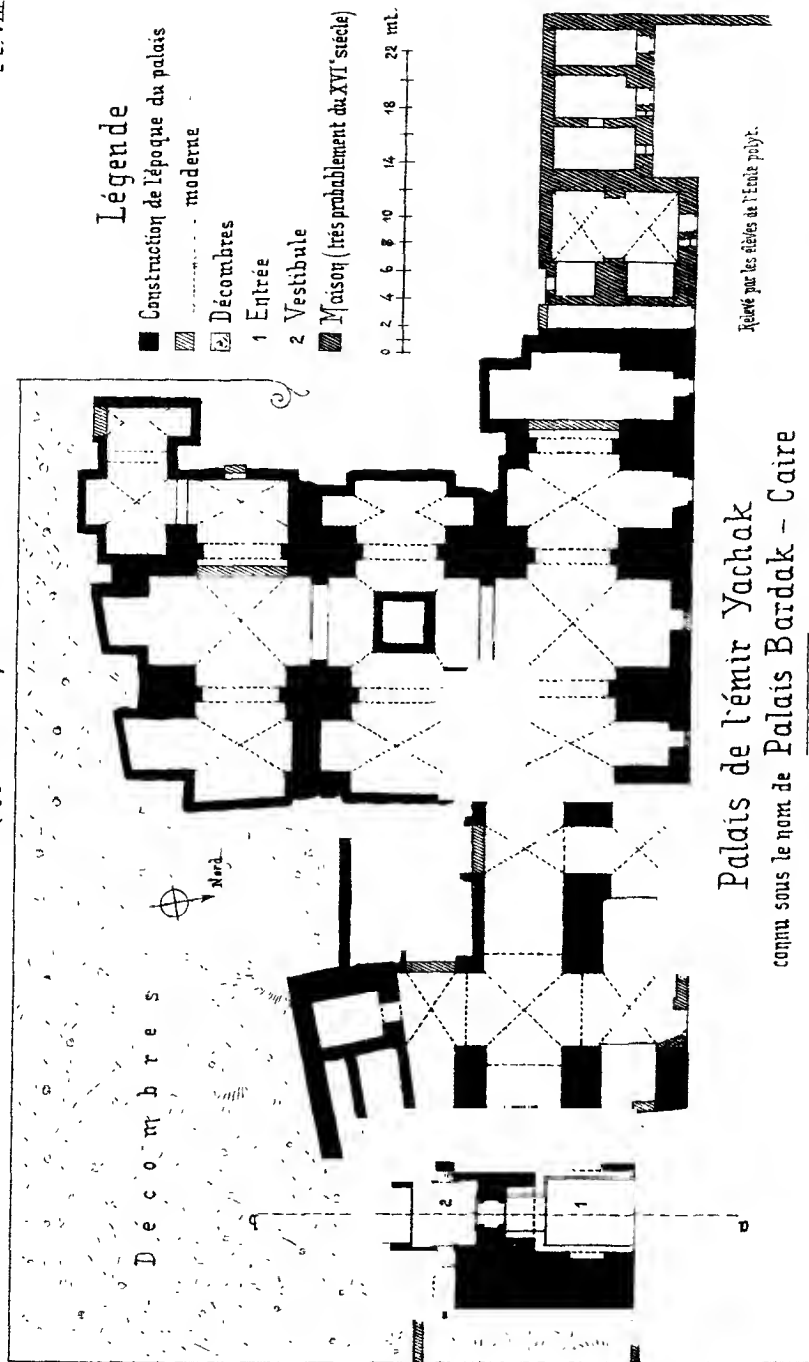 Légende
Construction de l'époque du palais
moderne
Décombres
1 Entrée
2 Vestibule
Maison (très probablement du XVIe siècle)
0 2 4 6 8 10 14 18 22 mt.
Nord
Décombres
b
2
1
a
Relevé par les élèves de l'Ecole polyt.
Palais de l'émir Yachak
connu sous le nom de Palais Bardak - Caire